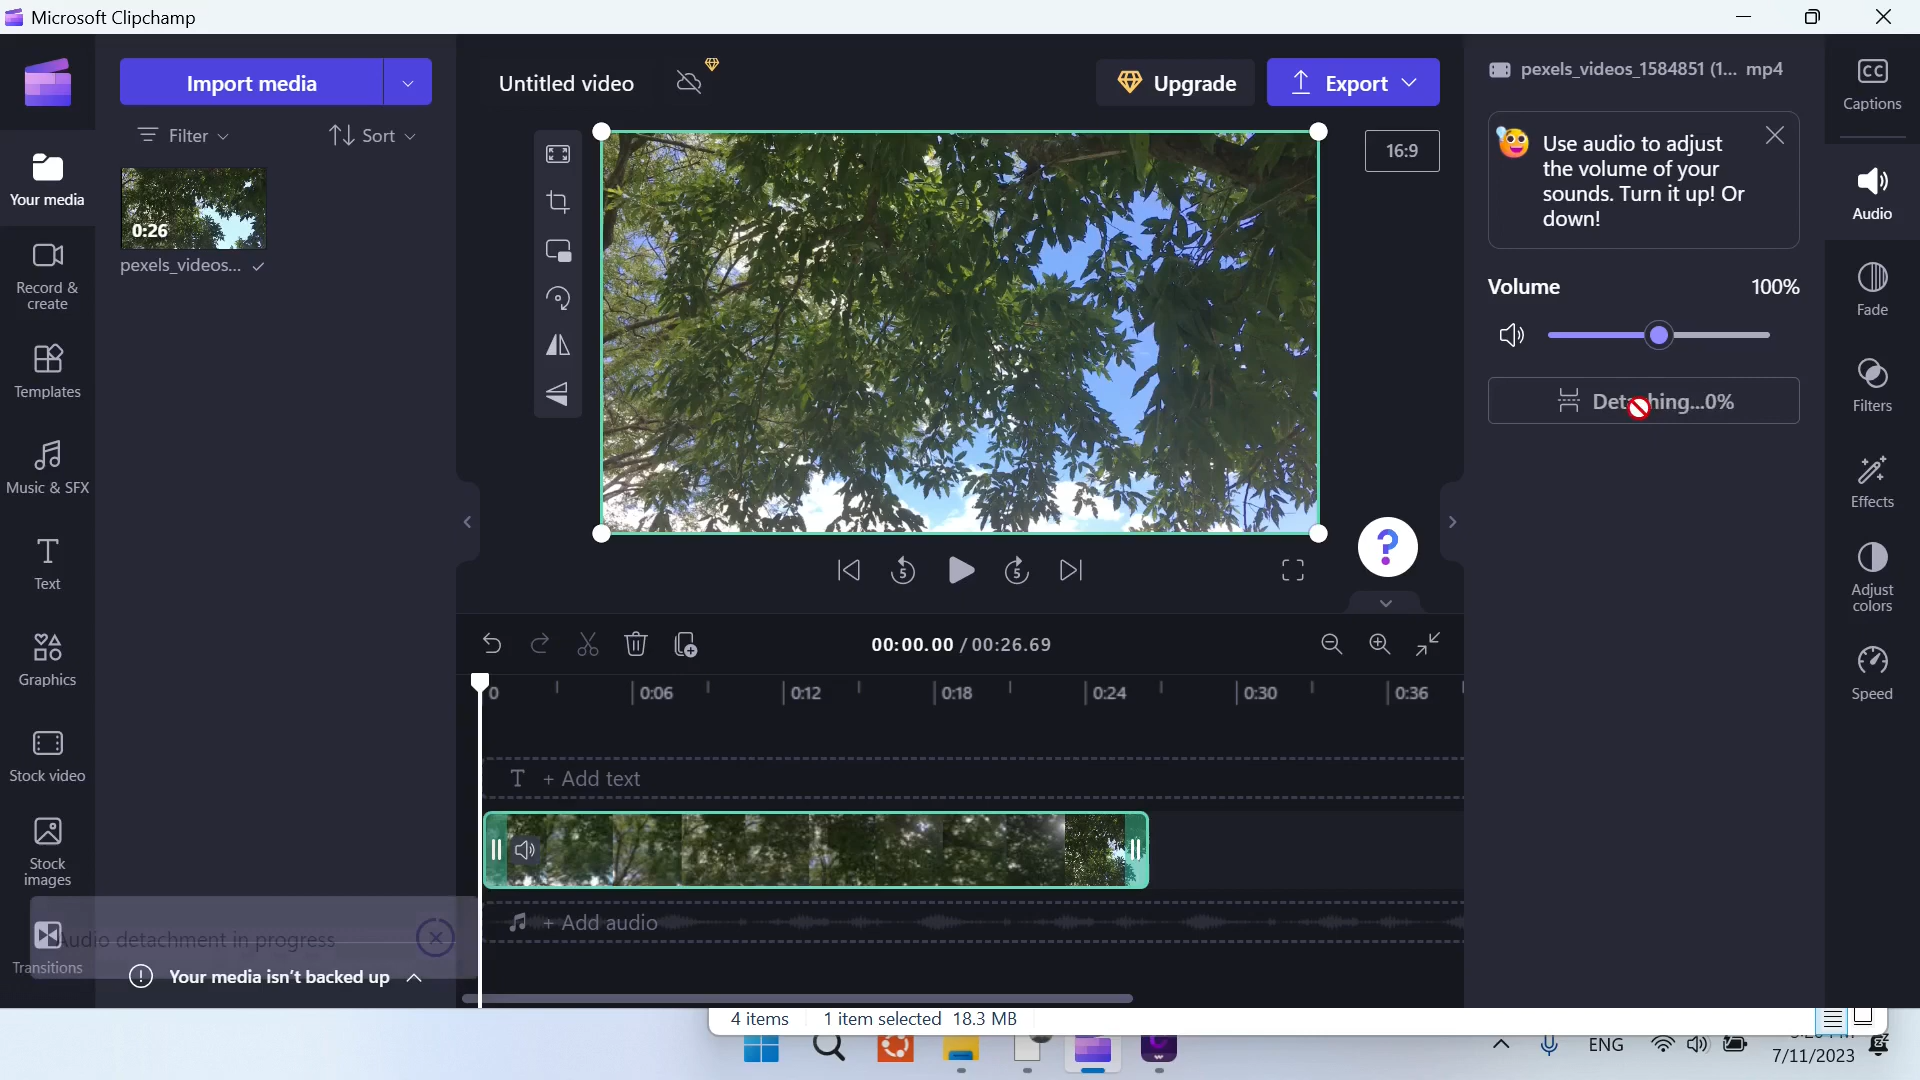 Microsoft Clipchamp
Import media
Untitled video
Upgrade
Export
pexels_videos_1584851 (1... mp4
Captions
Filter
Sort
16:9
Use audio to adjust
the volume of your
sounds. Turn it up! Or
down!
Your media
0:26
pexels_videos...
Audio
Record &
create
Volume
100%
Fade
Templates
Detaching...0%
Filters
Music & SFX
Effects
Text
5
5
?
Adjust
colors
Graphics
00:00.00 / 00:26.69
Speed
0
0:06
0:12
0:18
0:24
0:30
0:36
Stock video
T + Add text
Stock
images
+ Add audio
Audio detachment in progress
Transitions
Your media isn't backed up
4 items
1 item selected 18.3 MB
ENG
7/11/2023